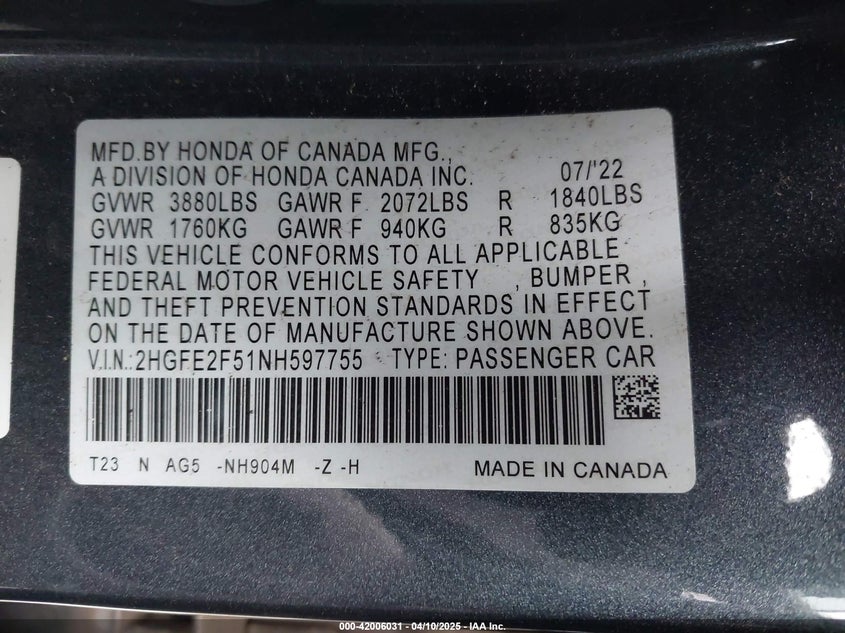 MFD.BY HONDA OF CANADA MFG.,
A DIVISION OF HONDA CANADA INC. 07/'22
GVWR 3880LBS GAWR F 2072LBS R 1840LBS
GVWR 1760KG GAWR F 940KG R 835KG
THIS VEHICLE CONFORMS TO ALL APPLICABLE
FEDERAL MOTOR VEHICLE SAFETY , BUMPER ,
AND THEFT PREVENTION STANDARDS IN EFFECT
ON THE DATE OF MANUFACTURE SHOWN ABOVE.
V.I.N.:2HGFE2F51NH597755 TYPE: PASSENGER CAR
T23 N AG5 -NH904M -Z -H MADE IN CANADA
000-42006031 - 04/10/2025 - IAA Inc.